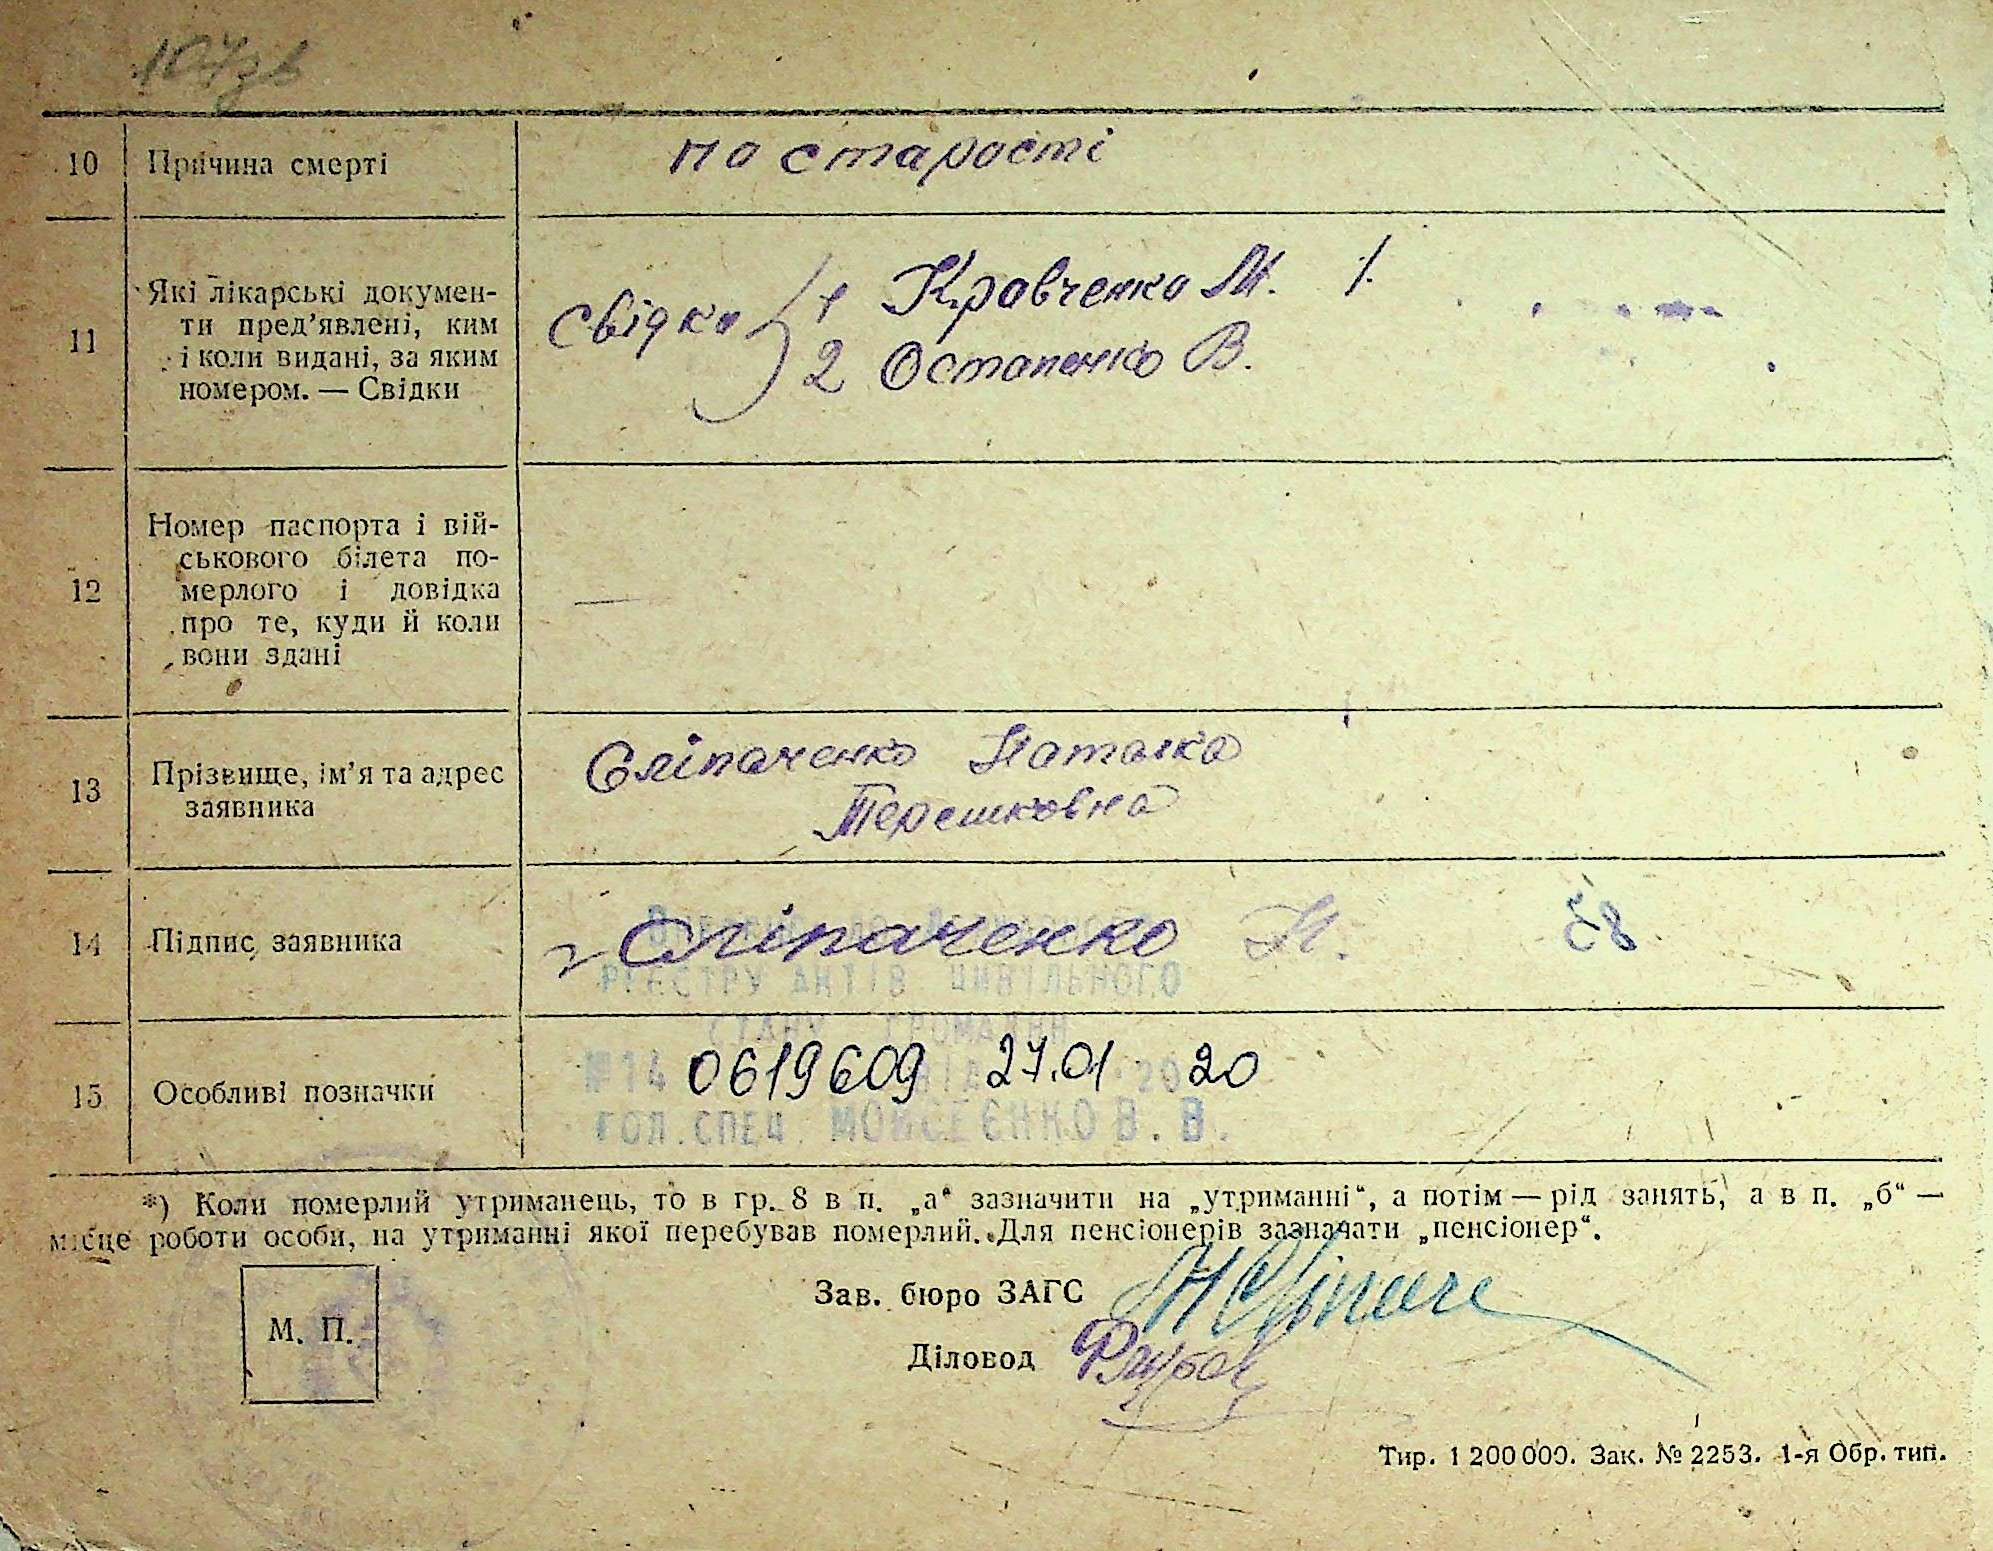 107зв
10 Причина смерті по старості
11 Які лікарські докумен-
ти пред'явлені, ким
і коли видані, за яким
номером. — Свідки
Свідки 1 Кравченко М. І.
2 Остапенко В.
12 Номер паспорта і вій-
ськового білета по-
мерлого і довідка
про те, куди й коли
вони здані
—
13 Прізвище, ім'я та адрес
заявника
Сліпаченко Наталка
Терешковна
14 Підпис заявника
Сліпаченко Н. 58
РЕЄСТРУ АКТІВ ЦИВІЛЬНОГО
СТАНУ ГРОМАДЯН
15 Особливі позначки
№14 0619609 ВІД 27.01 2020
ГОЛ. СПЕЦ. МОЙСЕЄНКО В. В.
*) Коли померлий утриманець, то в гр. 8 в п. „а“ зазначити на „утриманні“, а потім — рід занять, а в п. „б“ —
місце роботи особи, на утриманні якої перебував померлий. Для пенсіонерів зазначати „пенсіонер“.
М. П.
Зав. бюро ЗАГС
Діловод
Тир. 1 200 000. Зак. № 2253. 1-я Обр. тип.